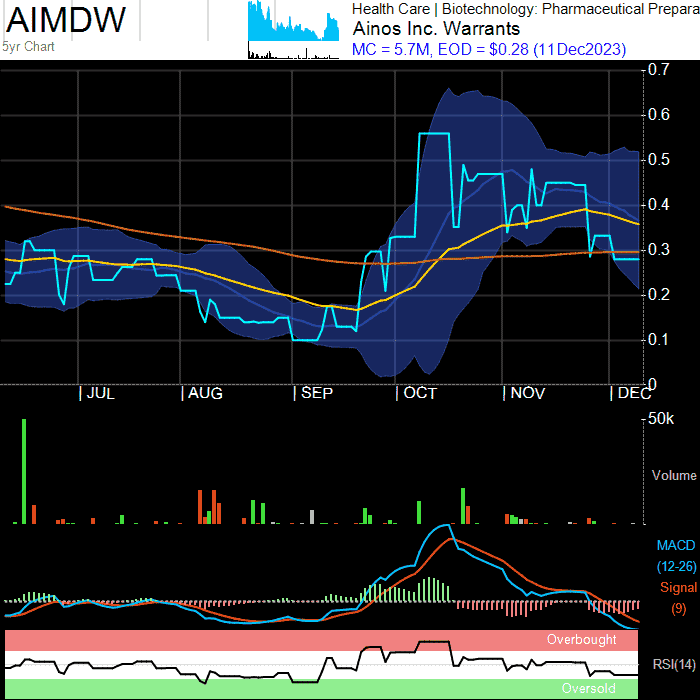 AIMDW
5yr Chart
Health Care | Biotechnology: Pharmaceutical Prepara
Ainos Inc. Warrants
MC = 5.7M, EOD = $0.28 (11Dec2023)
0.7
0.6
0.5
0.4
0.3
0.2
0.1
0
| JUL
| AUG
| SEP
| OCT
| NOV
| DEC
50k
Volume
MACD
(12-26)
Signal
(9)
Overbought
RSI(14)
Oversold